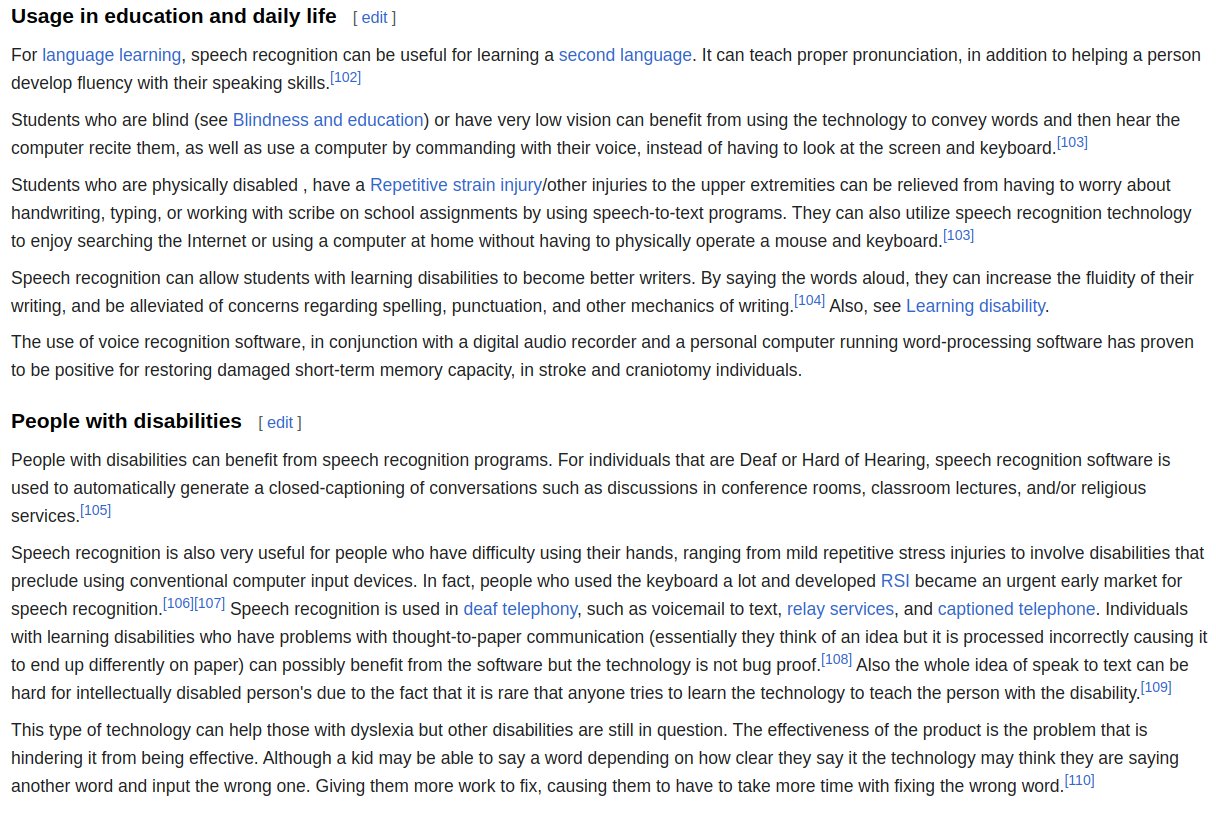 Usage in education and daily life [ edit ]
For language learning, speech recognition can be useful for learning a second language. It can teach proper pronunciation, in addition to helping a person
develop fluency with their speaking skills.[102]
Students who are blind (see Blindness and education) or have very low vision can benefit from using the technology to convey words and then hear the
computer recite them, as well as use a computer by commanding with their voice, instead of having to look at the screen and keyboard.[103]
Students who are physically disabled , have a Repetitive strain injury/other injuries to the upper extremities can be relieved from having to worry about
handwriting, typing, or working with scribe on school assignments by using speech-to-text programs. They can also utilize speech recognition technology
to enjoy searching the Internet or using a computer at home without having to physically operate a mouse and keyboard.[103]
Speech recognition can allow students with learning disabilities to become better writers. By saying the words aloud, they can increase the fluidity of their
writing, and be alleviated of concerns regarding spelling, punctuation, and other mechanics of writing.[104] Also, see Learning disability.
The use of voice recognition software, in conjunction with a digital audio recorder and a personal computer running word-processing software has proven
to be positive for restoring damaged short-term memory capacity, in stroke and craniotomy individuals.
People with disabilities [ edit ]
People with disabilities can benefit from speech recognition programs. For individuals that are Deaf or Hard of Hearing, speech recognition software is
used to automatically generate a closed-captioning of conversations such as discussions in conference rooms, classroom lectures, and/or religious
services.[105]
Speech recognition is also very useful for people who have difficulty using their hands, ranging from mild repetitive stress injuries to involve disabilities that
preclude using conventional computer input devices. In fact, people who used the keyboard a lot and developed RSI became an urgent early market for
speech recognition.[106][107] Speech recognition is used in deaf telephony, such as voicemail to text, relay services, and captioned telephone. Individuals
with learning disabilities who have problems with thought-to-paper communication (essentially they think of an idea but it is processed incorrectly causing it
to end up differently on paper) can possibly benefit from the software but the technology is not bug proof.[108] Also the whole idea of speak to text can be
hard for intellectually disabled person's due to the fact that it is rare that anyone tries to learn the technology to teach the person with the disability.[109]
This type of technology can help those with dyslexia but other disabilities are still in question. The effectiveness of the product is the problem that is
hindering it from being effective. Although a kid may be able to say a word depending on how clear they say it the technology may think they are saying
another word and input the wrong one. Giving them more work to fix, causing them to have to take more time with fixing the wrong word.[110]